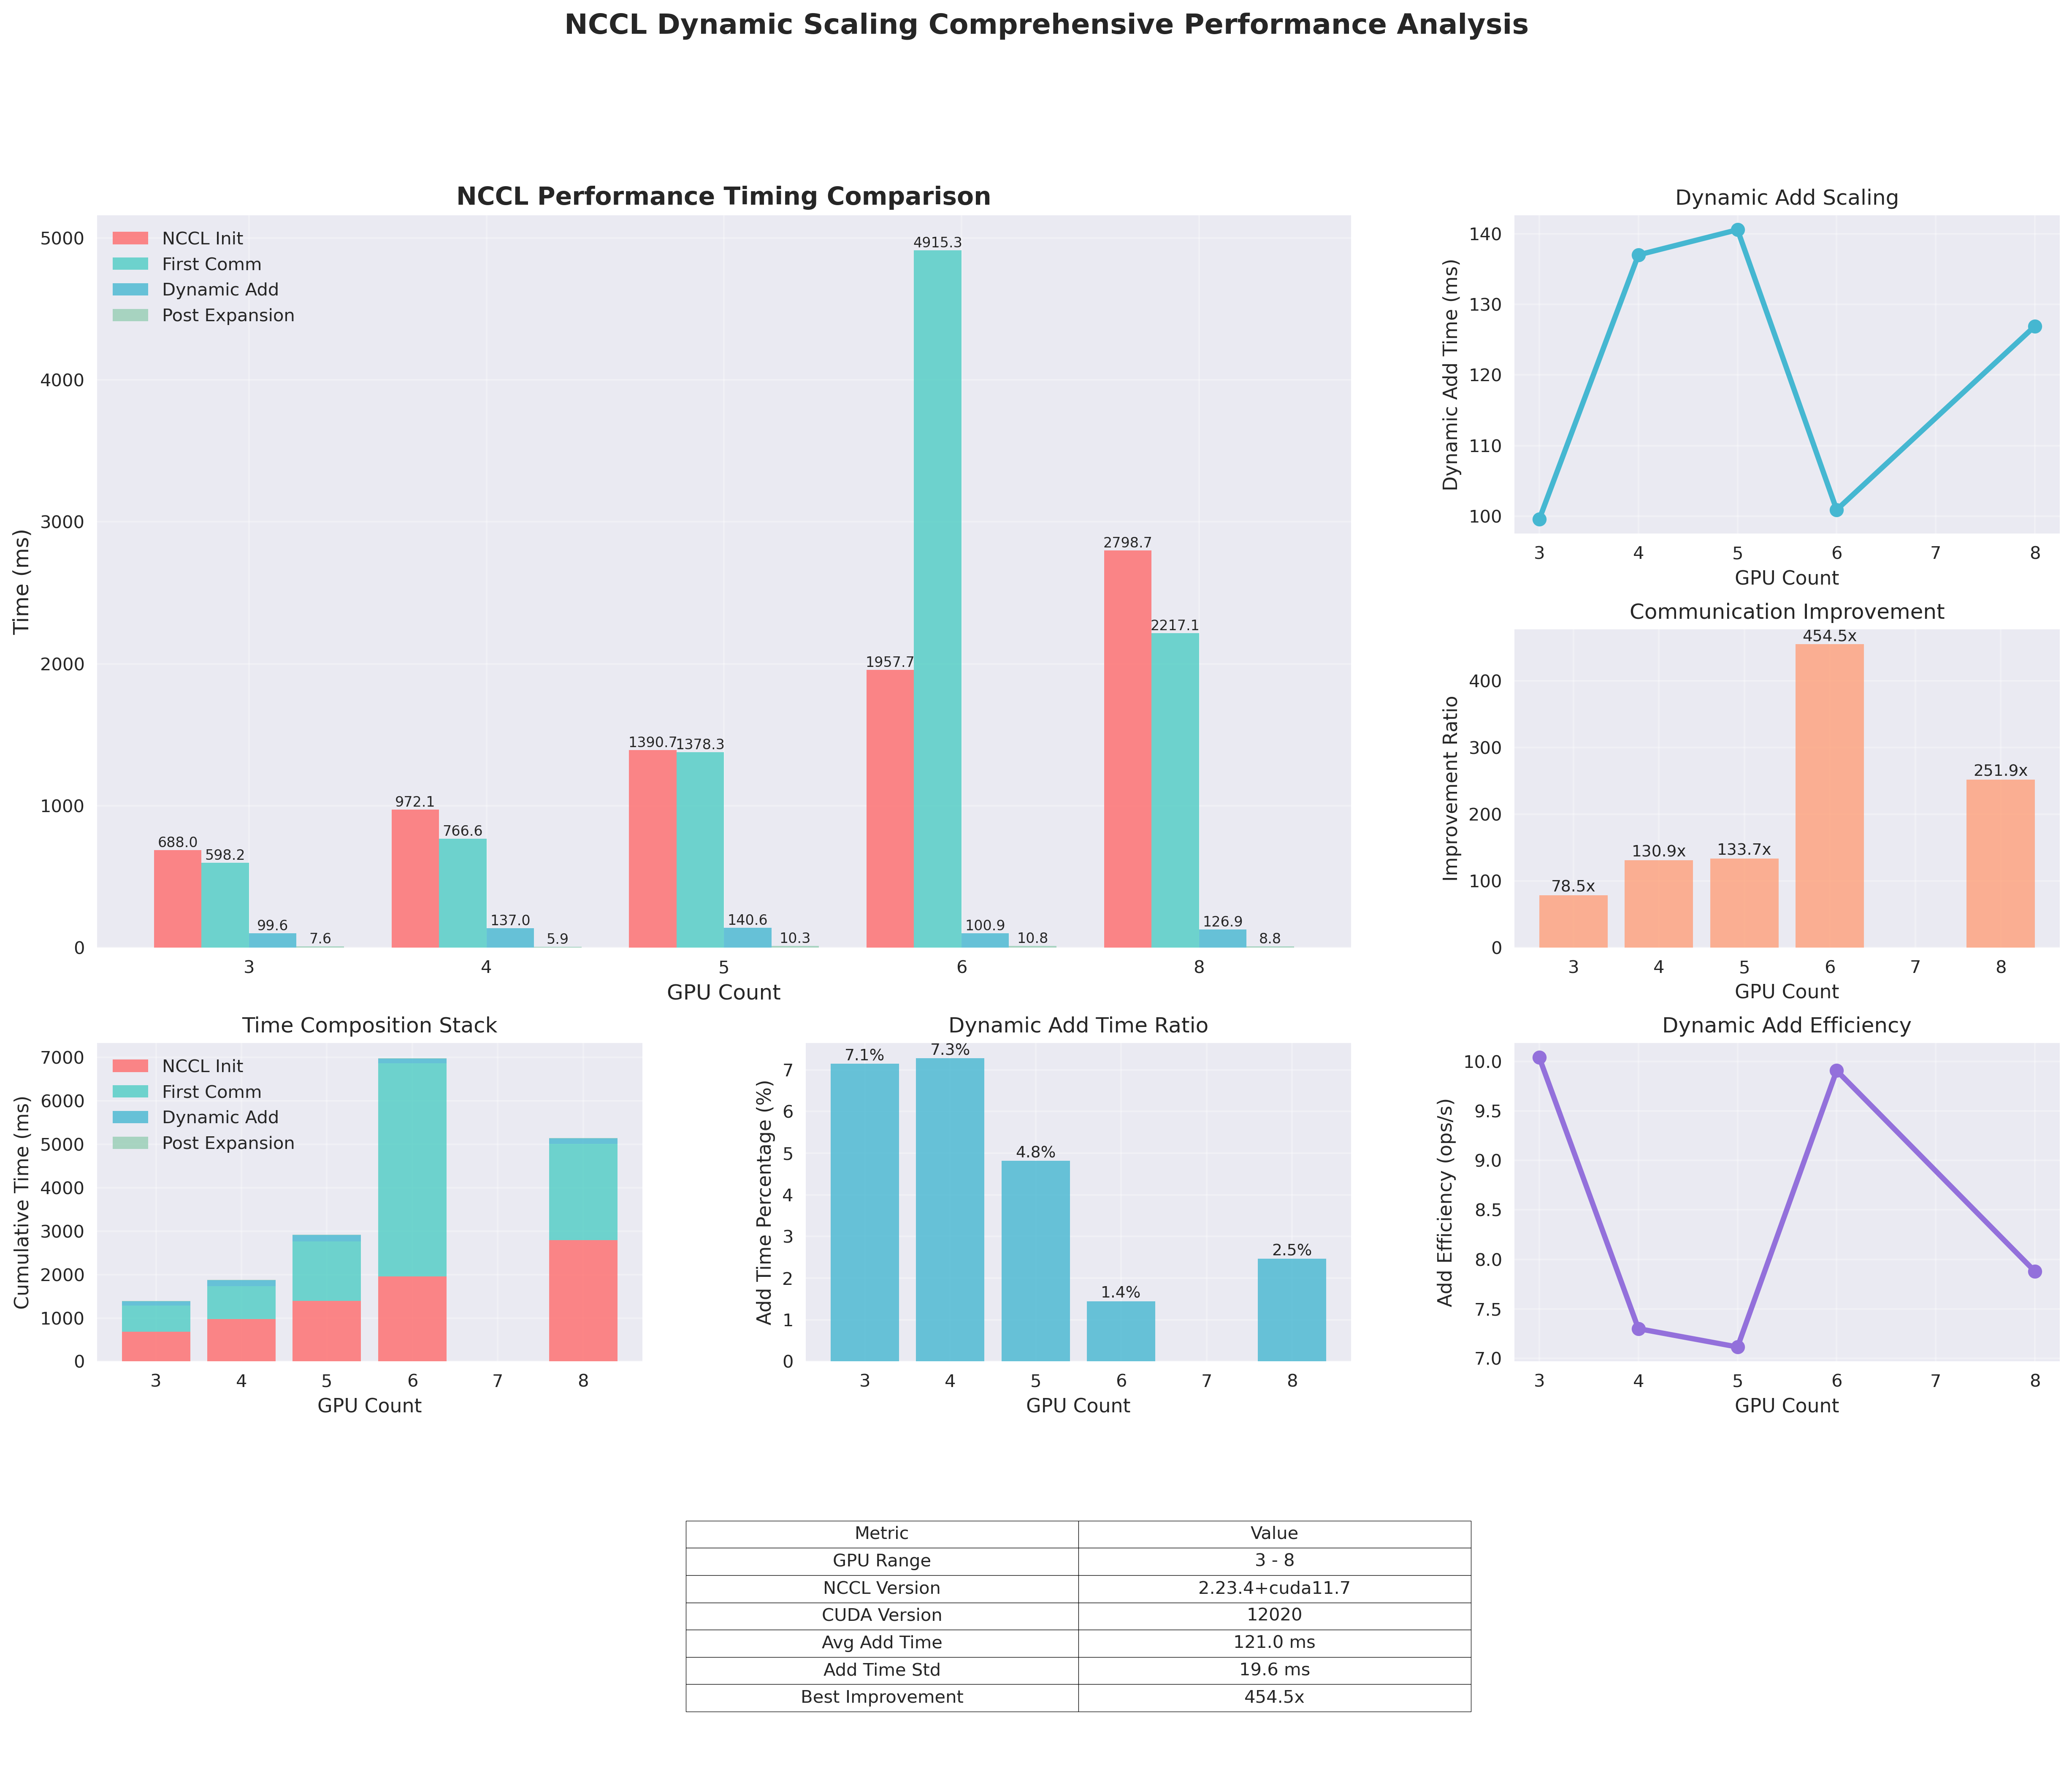 NCCL Dynamic Scaling Comprehensive Performance Analysis
NCCL Performance Timing Comparison
NCCL Init
First Comm
Dynamic Add
Post Expansion
Time (ms)
5000
4000
3000
2000
1000
0
688.0
598.2
99.6
7.6
972.1
766.6
137.0
5.9
1390.7
1378.3
140.6
10.3
1957.7
4915.3
100.9
10.8
2798.7
2217.1
126.9
8.8
3 4 5 6 8
GPU Count
Dynamic Add Scaling
Dynamic Add Time (ms)
140
130
120
110
100
3 4 5 6 7 8
GPU Count
Communication Improvement
Improvement Ratio
400
300
200
100
0
78.5x
130.9x
133.7x
454.5x
251.9x
3 4 5 6 7 8
GPU Count
Time Composition Stack
NCCL Init
First Comm
Dynamic Add
Post Expansion
Cumulative Time (ms)
7000
6000
5000
4000
3000
2000
1000
0
3 4 5 6 7 8
GPU Count
Dynamic Add Time Ratio
Add Time Percentage (%)
7
6
5
4
3
2
1
0
7.1%
7.3%
4.8%
1.4%
2.5%
3 4 5 6 7 8
GPU Count
Dynamic Add Efficiency
Add Efficiency (ops/s)
10.0
9.5
9.0
8.5
8.0
7.5
7.0
3 4 5 6 7 8
GPU Count
Metric Value
GPU Range 3 - 8
NCCL Version 2.23.4+cuda11.7
CUDA Version 12020
Avg Add Time 121.0 ms
Add Time Std 19.6 ms
Best Improvement 454.5x